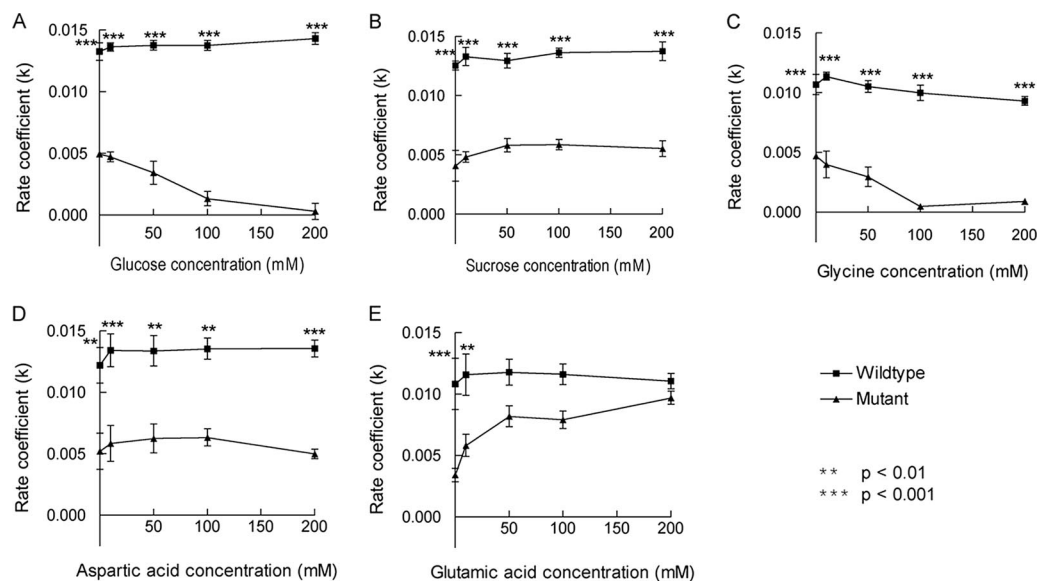 A
***
***
***
***
***
0.015
0.010
0.005
0.000
Rate coefficient (k)
50 100 150 200
Glucose concentration (mM)
B
***
***
***
***
***
0.015
0.010
0.005
0.000
Rate coefficient (k)
50 100 150 200
Sucrose concentration (mM)
C
***
***
***
***
***
0.015
0.010
0.005
0.000
Rate coefficient (k)
50 100 150 200
Glycine concentration (mM)
D
**
***
**
**
***
0.015
0.010
0.005
0.000
Rate coefficient (k)
50 100 150 200
Aspartic acid concentration (mM)
E
***
**
0.015
0.010
0.005
0.000
Rate coefficient (k)
50 100 150 200
Glutamic acid concentration (mM)
Wildtype
Mutant
** p < 0.01
*** p < 0.001